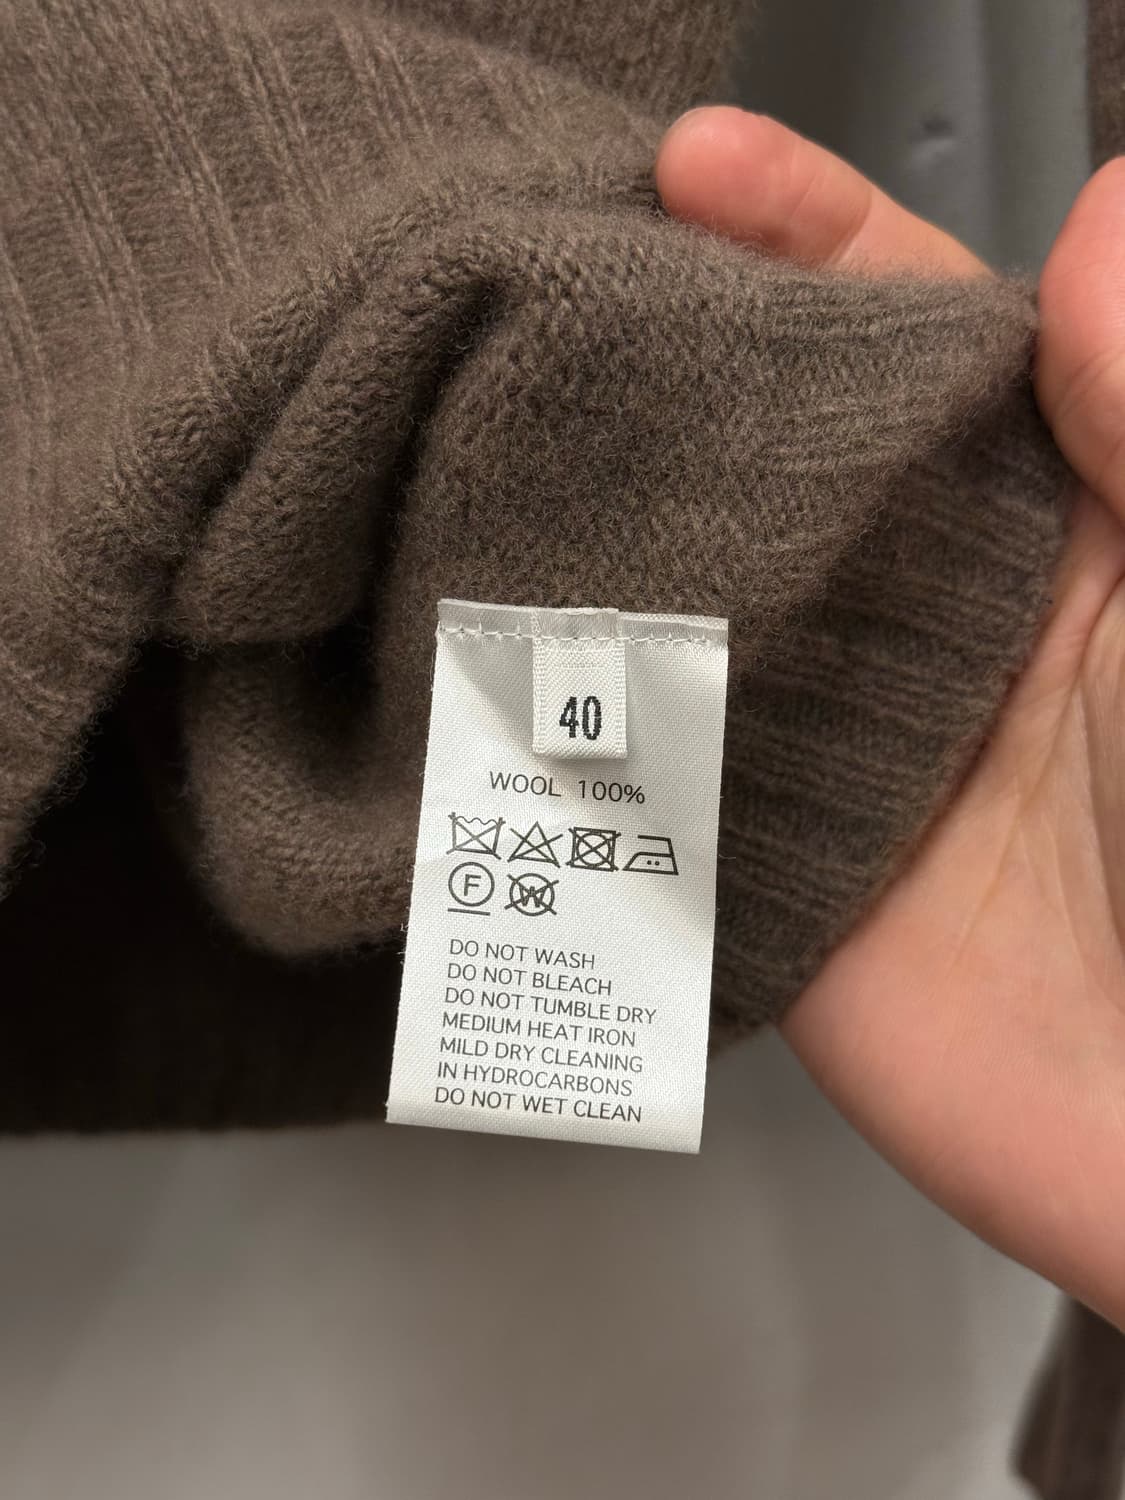 40
WOOL 100%
F W
DO NOT WASH
DO NOT BLEACH
DO NOT TUMBLE DRY
MEDIUM HEAT IRON
MILD DRY CLEANING
IN HYDROCARBONS
DO NOT WET CLEAN